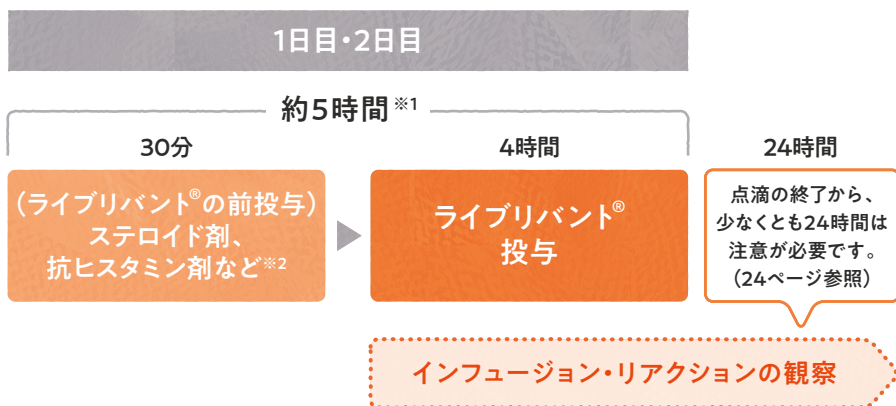 1日目・2日目
約5時間※1
30分
4時間
24時間
(ライブリバント®の前投与)
ステロイド剤、
抗ヒスタミン剤など※2
ライブリバント®
投与
点滴の終了から、
少なくとも24時間は
注意が必要です。
(24ページ参照)
インフュージョン・リアクションの観察